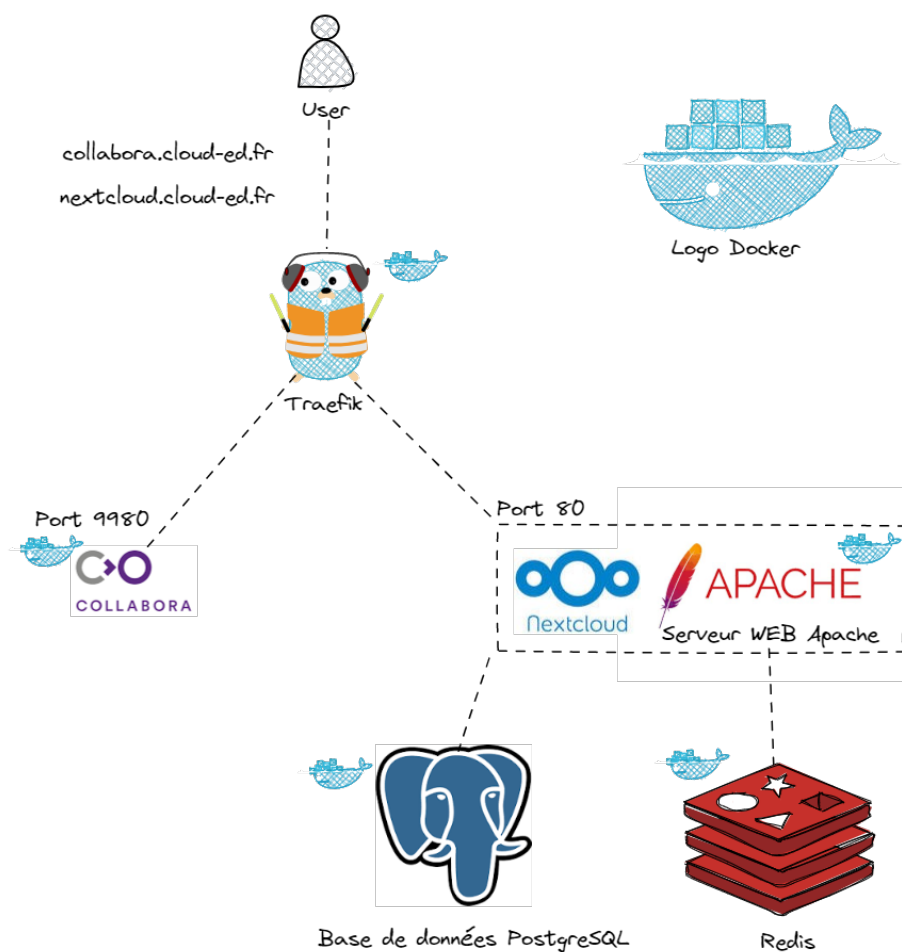 User
collabora.cloud-ed.fr
nextcloud.cloud-ed.fr
Logo Docker
Traefik
Port 9980
COLLABORA
Port 80
Nextcloud
APACHE
Serveur WEB Apache
Base de données PostgreSQL
Redis